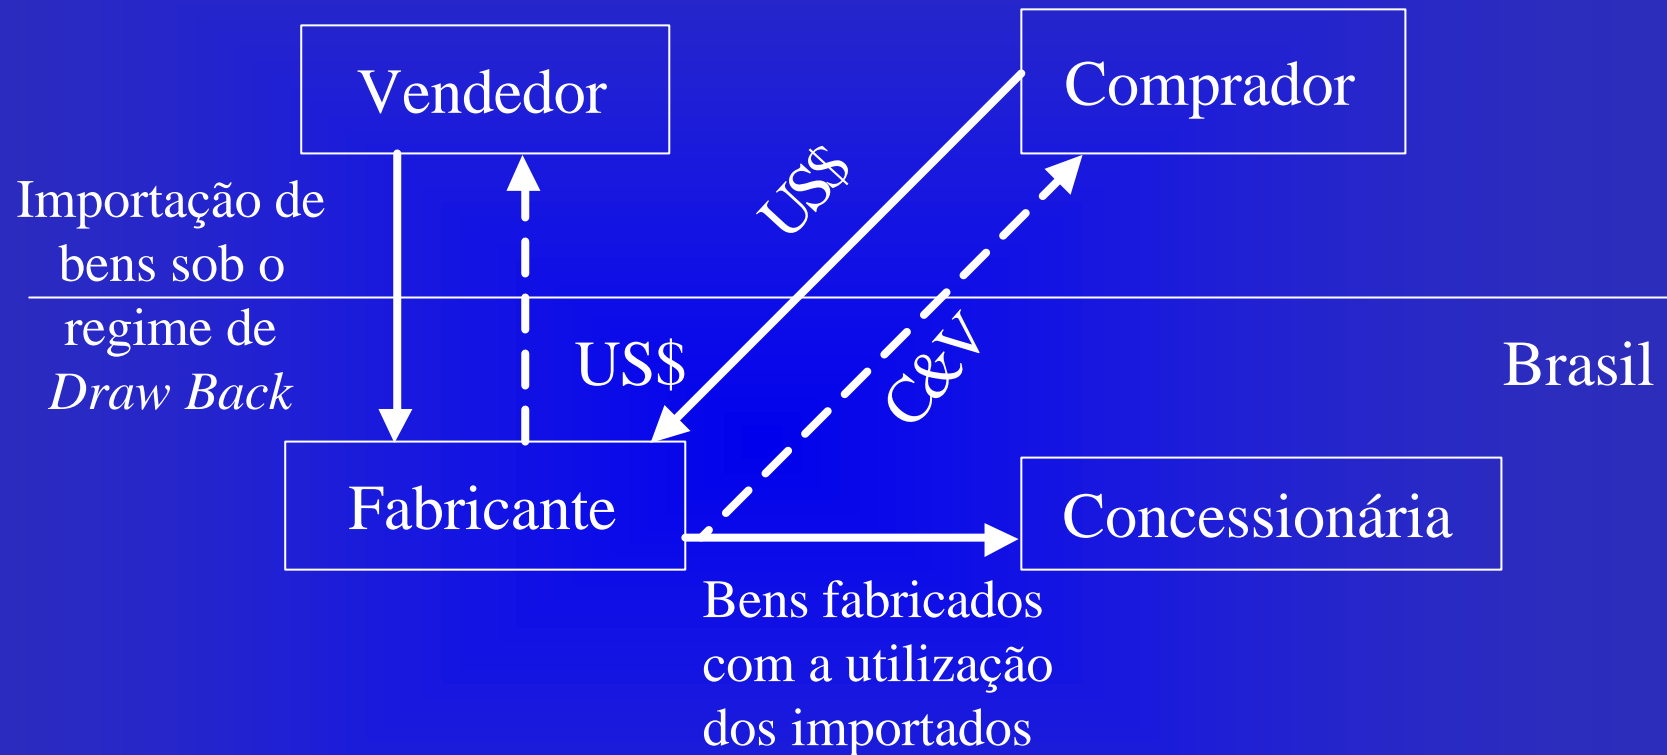 Vendedor
Comprador
US$
Importação de
bens sob o
regime de
Draw Back
US$
C&V
Brasil
Fabricante
Concessionária
Bens fabricados
com a utilização
dos importados